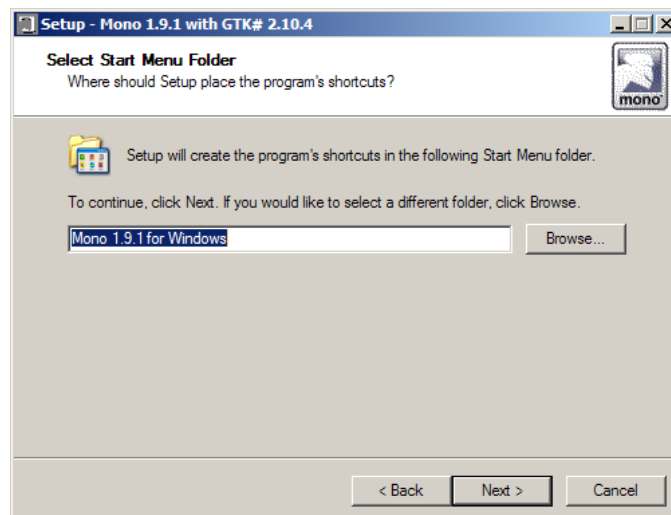 Setup - Mono 1.9.1 with GTK# 2.10.4
Select Start Menu Folder
Where should Setup place the program's shortcuts?
mono
Setup will create the program's shortcuts in the following Start Menu folder.
To continue, click Next. If you would like to select a different folder, click Browse.
Mono 1.9.1 for Windows
Browse...
< Back
Next >
Cancel